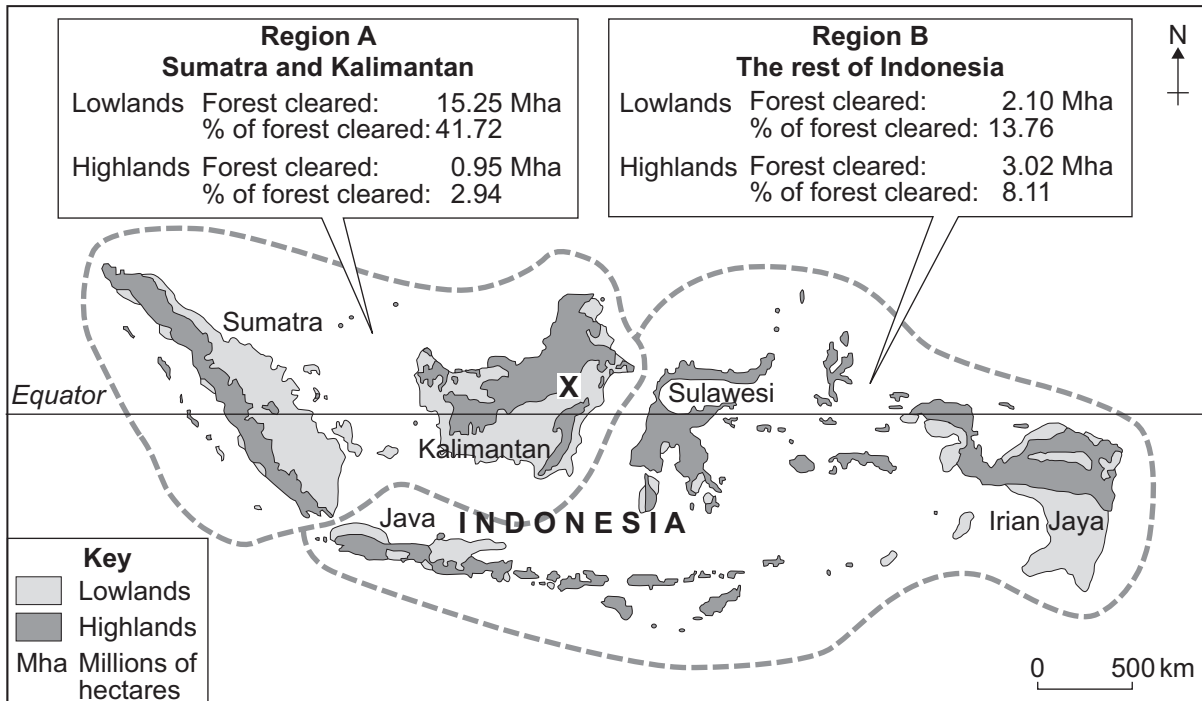 Region A
Sumatra and Kalimantan
Lowlands Forest cleared: 15.25 Mha
% of forest cleared: 41.72
Highlands Forest cleared: 0.95 Mha
% of forest cleared: 2.94
Region B
The rest of Indonesia
Lowlands Forest cleared: 2.10 Mha
% of forest cleared: 13.76
Highlands Forest cleared: 3.02 Mha
% of forest cleared: 8.11
N
Sumatra
X
Equator
Sulawesi
Kalimantan
Java
INDONESIA
Irian Jaya
Key
Lowlands
Highlands
Mha Millions of
hectares
0 500 km